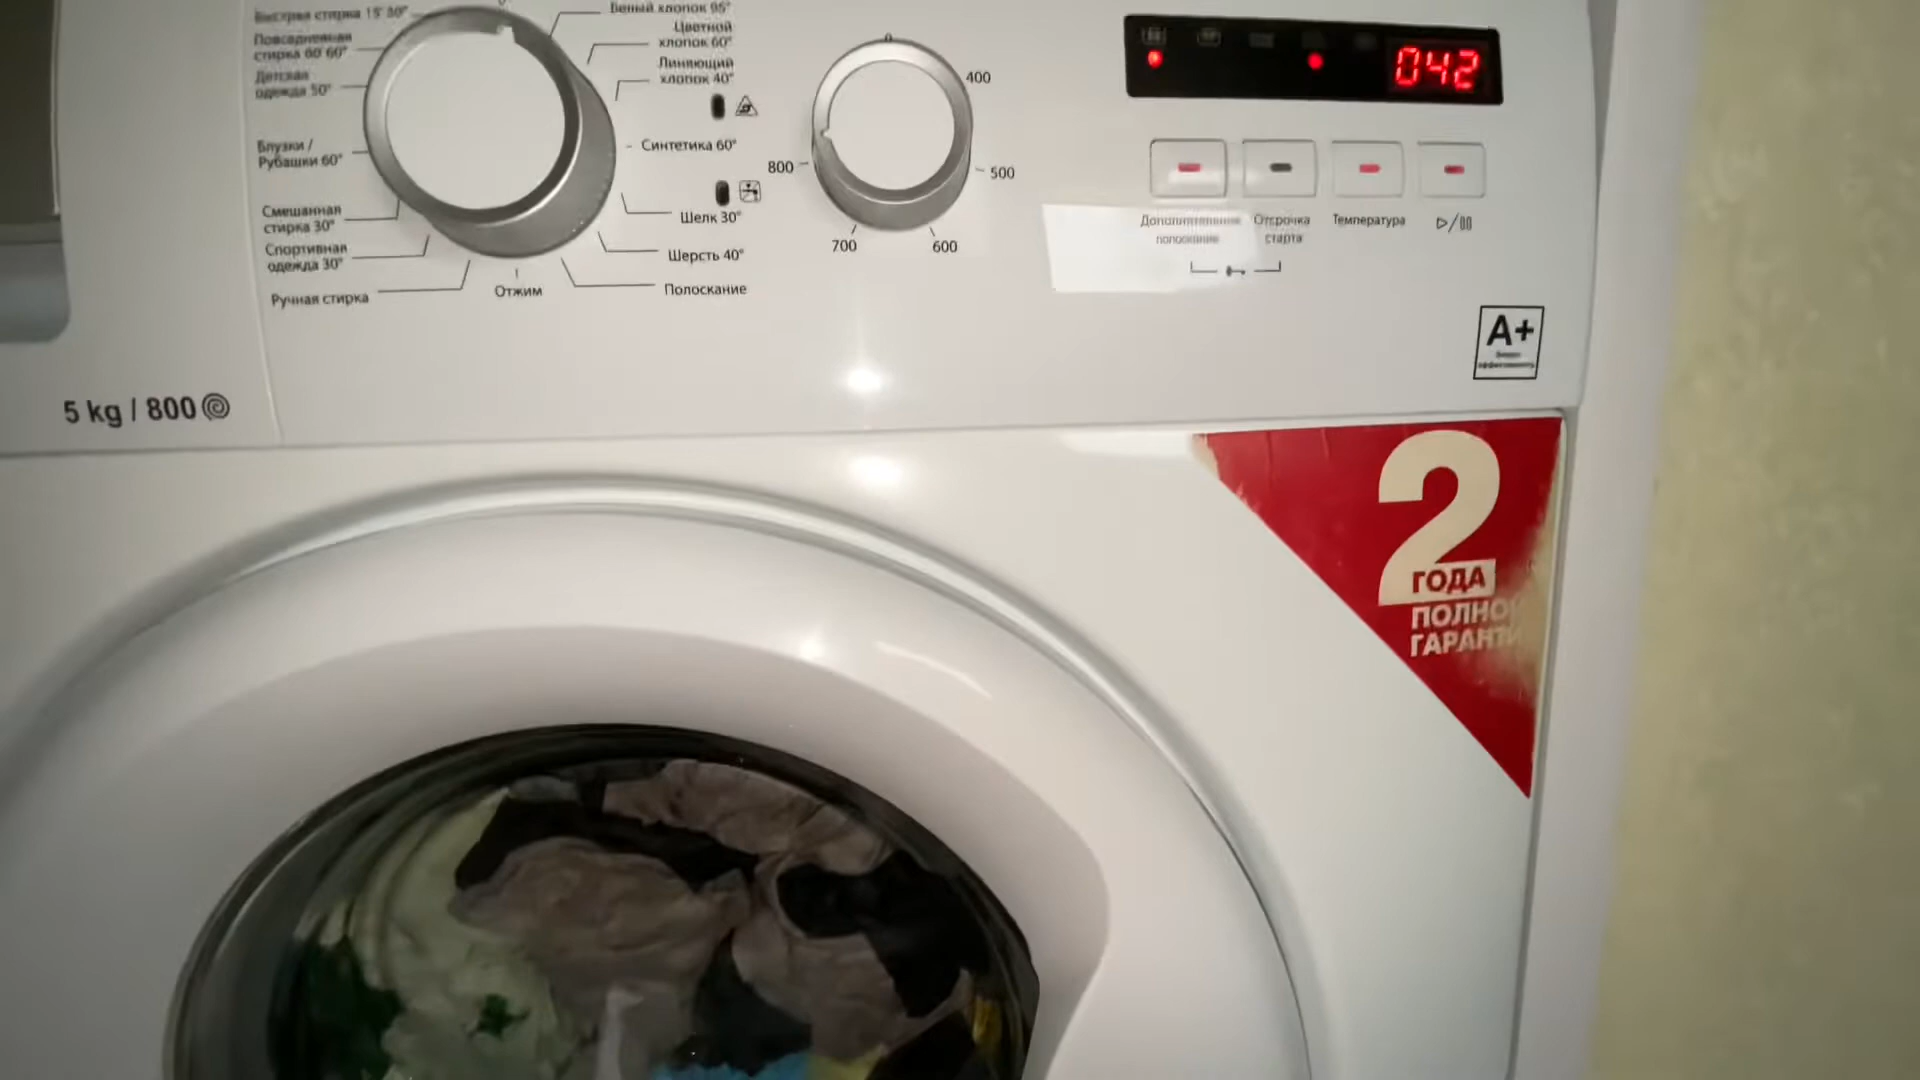 Быстрая стирка 15' 30°
Повседневная
стирка 60' 60°
Детская
одежда 50°
Блузки /
Рубашки 60°
Смешанная
стирка 30°
Спортивная
одежда 30°
Ручная стирка
Отжим
Белый хлопок 95°
Цветной
хлопок 60°
Линяющий
хлопок 40°
Синтетика 60°
Шелк 30°
Шерсть 40°
Полоскание
0
400
500
600
700
800
042
Дополнительное
полоскание
Отсрочка
старта
Температура
5 kg / 800
A+
2
ГОДА
ПОЛНО
ГАРАНТИ